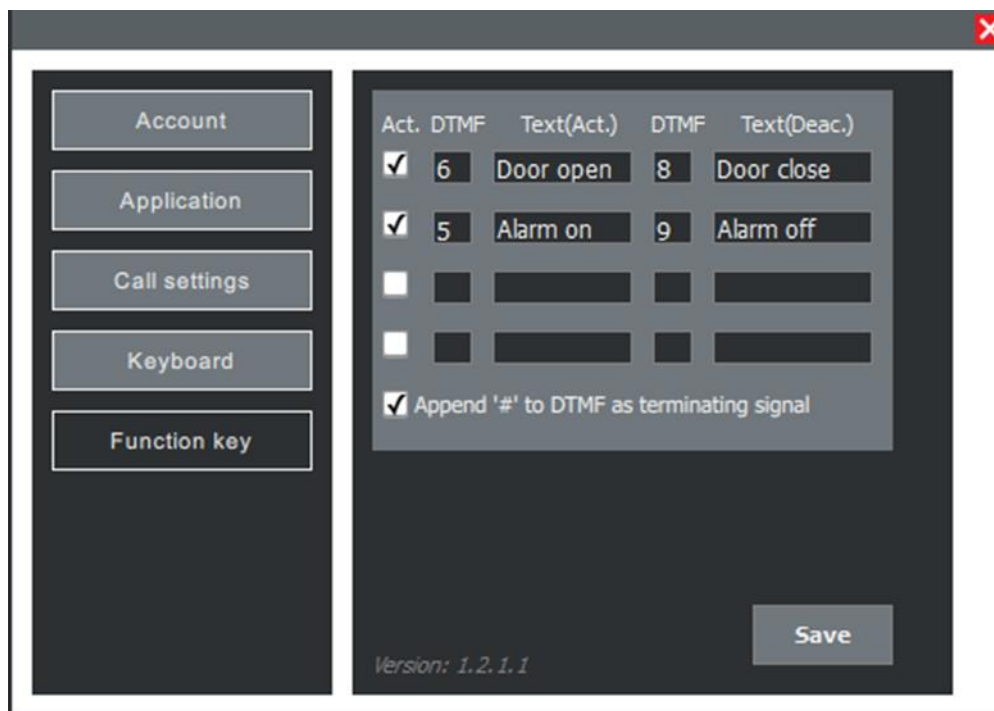 Account
Application
Call settings
Keyboard
Function key
Act. DTMF Text(Act.) DTMF Text(Deac.)
6 Door open 8 Door close
5 Alarm on 9 Alarm off
Append '#' to DTMF as terminating signal
Save
Version: 1.2.1.1